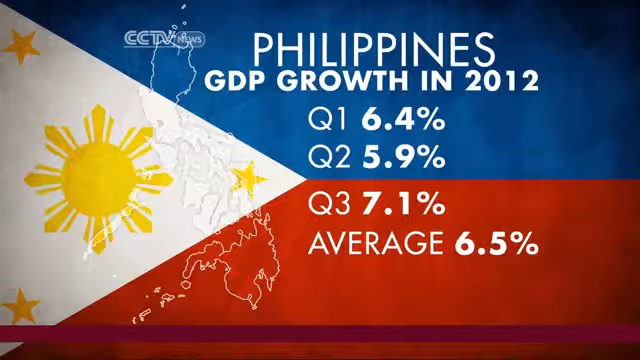 CCTV NEWS
PHILIPPINES
GDP GROWTH IN 2012
Q1 6.4%
Q2 5.9%
Q3 7.1%
AVERAGE 6.5%